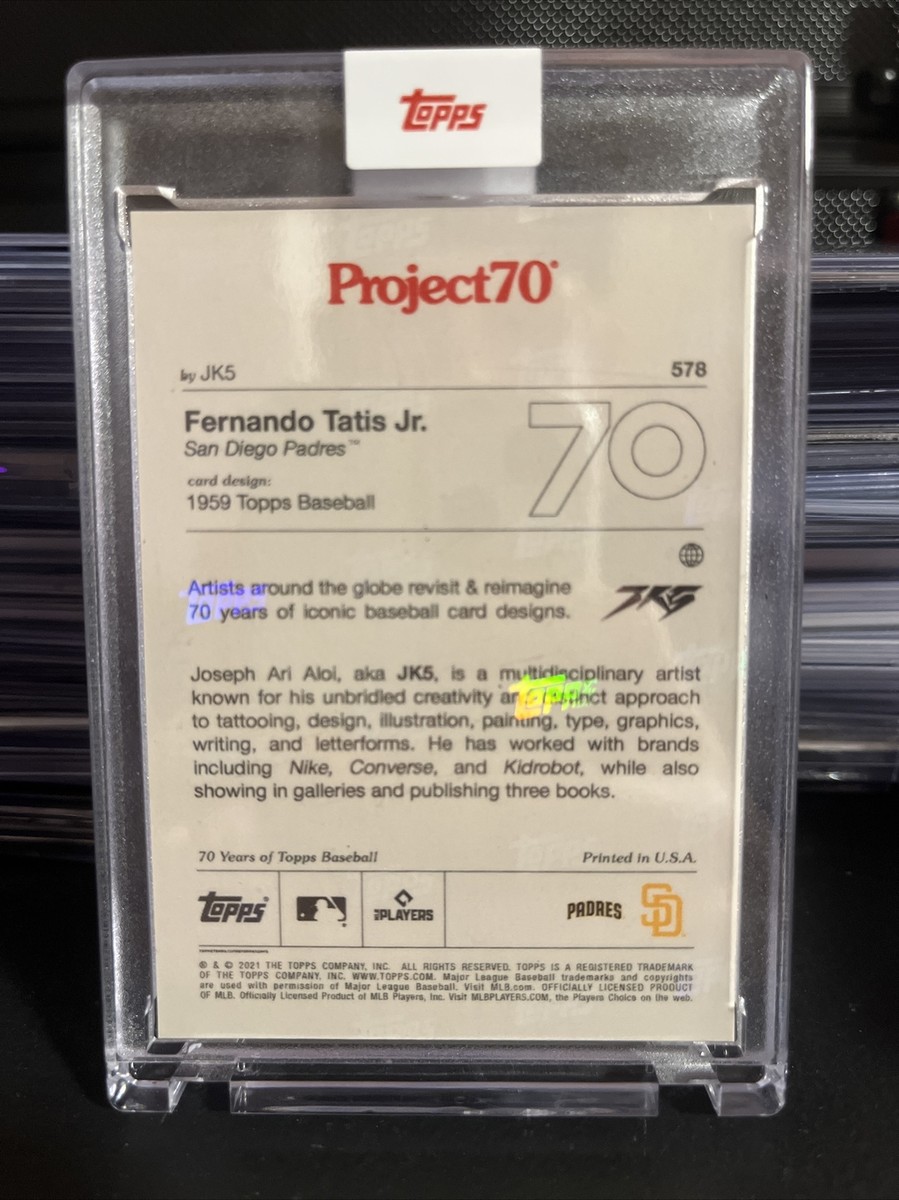 Topps
Project70®
by JK5
578
Fernando Tatis Jr.
San Diego Padres™
card design:
1959 Topps Baseball
70
Artists around the globe revisit & reimagine
70 years of iconic baseball card designs.
JK5
Joseph Ari Aloi, aka JK5, is a multidisciplinary artist
known for his unbridled creativity and distinct approach
to tattooing, design, illustration, painting, type, graphics,
writing, and letterforms. He has worked with brands
including Nike, Converse, and Kidrobot, while also
showing in galleries and publishing three books.
70 Years of Topps Baseball
Printed in U.S.A.
Topps
PLAYERS
PADRES
SD
® & © 2021 THE TOPPS COMPANY, INC. ALL RIGHTS RESERVED. TOPPS IS A REGISTERED TRADEMARK
OF THE TOPPS COMPANY, INC. WWW.TOPPS.COM. Major League Baseball trademarks and copyrights
are used with permission of Major League Baseball. Visit MLB.com. OFFICIALLY LICENSED PRODUCT
OF MLB. Officially Licensed Product of MLB Players, Inc. Visit MLBPLAYERS.COM, the Players Choice on the web.